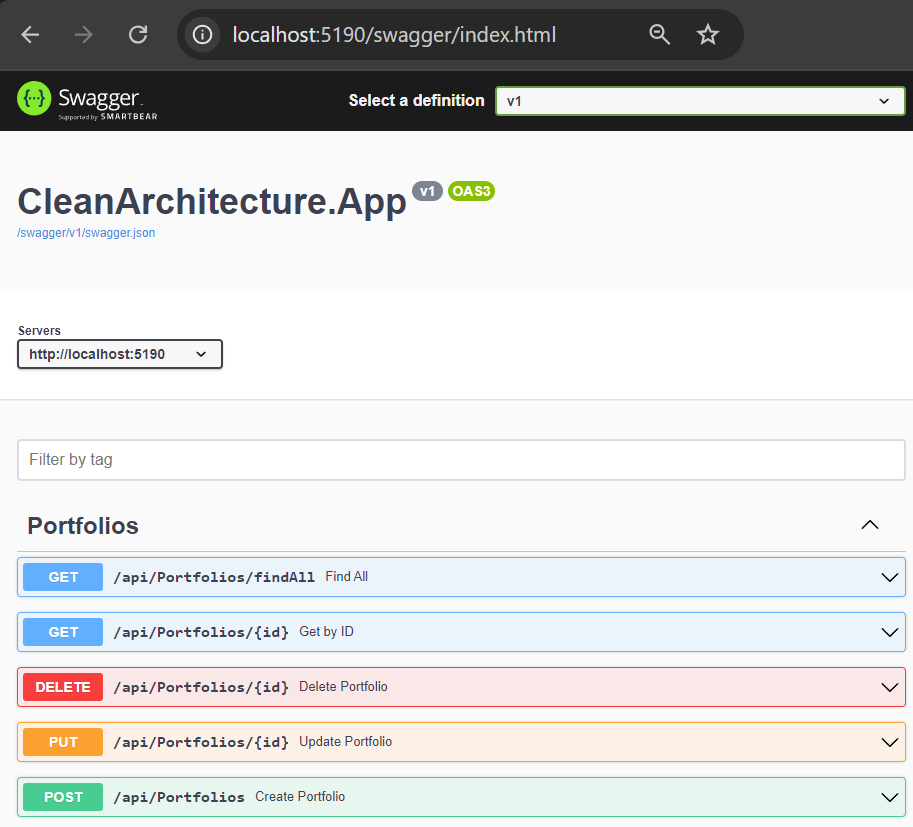 localhost:5190/swagger/index.html
{··}
Swagger.
Supported by SMARTBEAR
Select a definition
v1
CleanArchitecture.App v1 OAS3
/swagger/v1/swagger.json
Servers
http://localhost:5190
Filter by tag
Portfolios
GET /api/Portfolios/findAll Find All
GET /api/Portfolios/{id} Get by ID
DELETE /api/Portfolios/{id} Delete Portfolio
PUT /api/Portfolios/{id} Update Portfolio
POST /api/Portfolios Create Portfolio